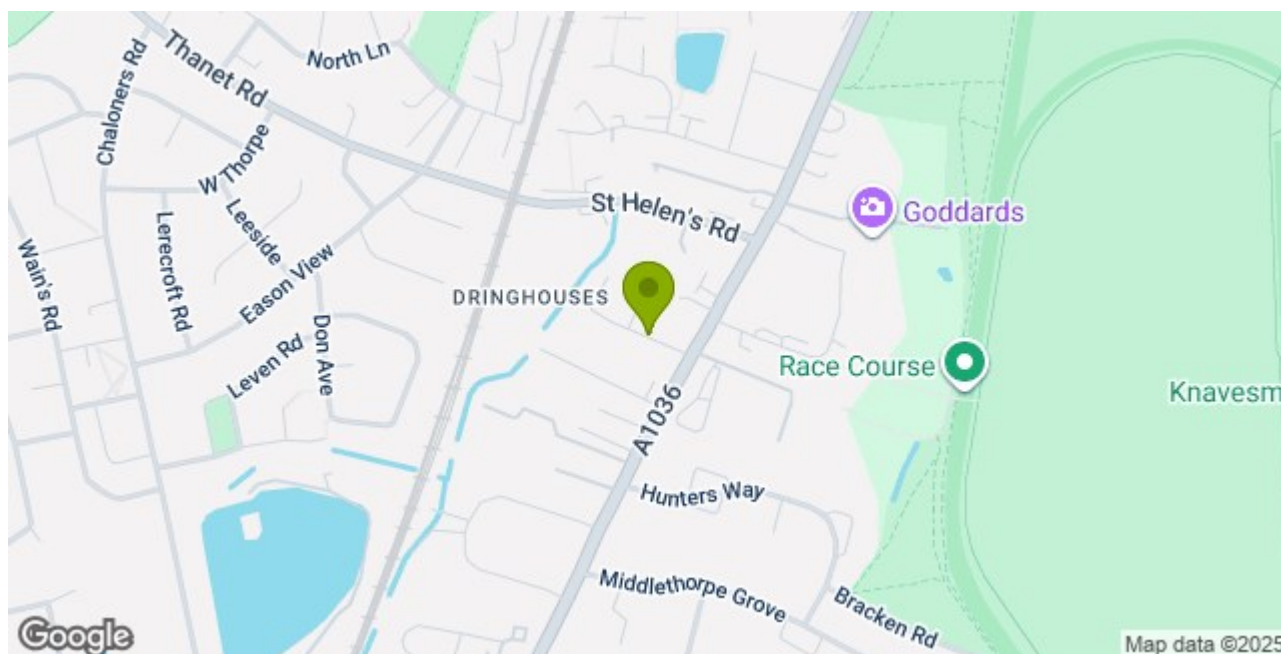 Thanet Rd
North Ln
Chaloners Rd
W Thorpe
Leeside
Lerecroft Rd
Wain's Rd
Eason View
Leven Rd
Don Ave
St Helen's Rd
DRINGHOUSES
Goddards
Race Course
Knavesm
A1036
Hunters Way
Middlethorpe Grove
Bracken Rd
Google
Map data ©2025